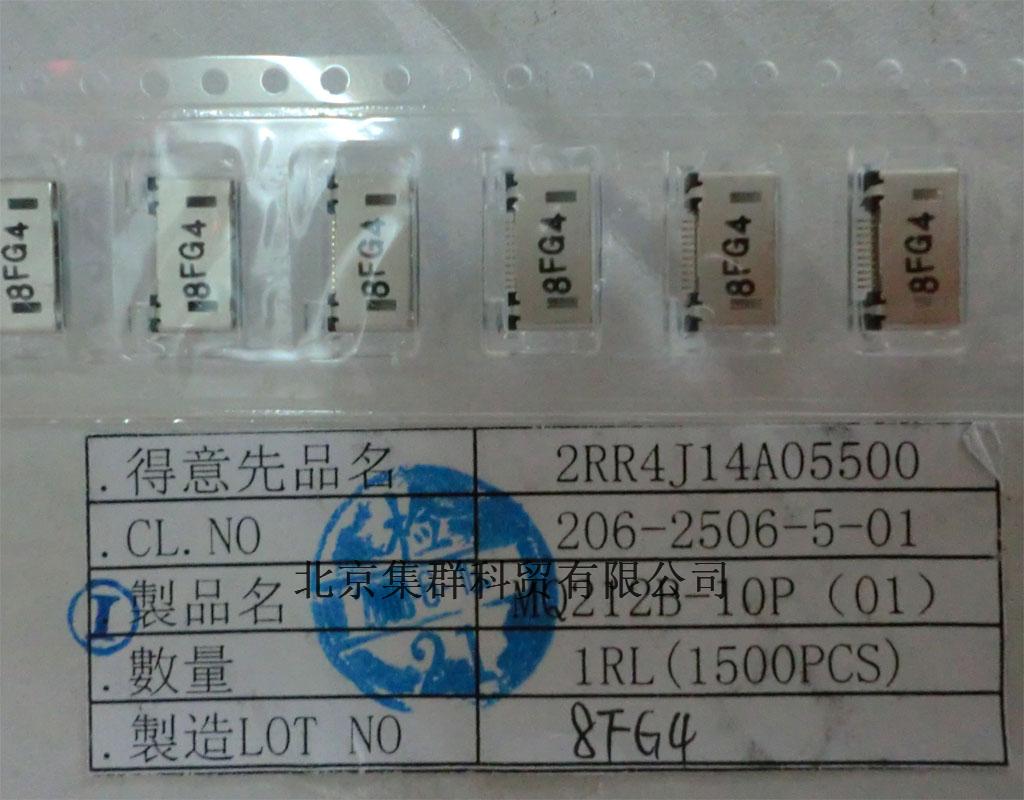 8FG4 8FG4 8FG4 8FG4 8FG4 8FG4
.得意先品名 2RR4J14A05500
.CL.NO 206-2506-5-01
北京集群科贸有限公司
I 製品名 MQ212B-10P (01)
.數量 1RL(1500PCS)
.製造LOT NO 8FG4
检